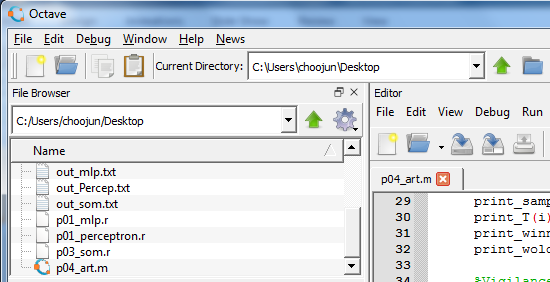 Octave
File Edit Debug Window Help News
Current Directory: C:\Users\choojun\Desktop
File Browser
C:/Users/choojun/Desktop
Name
out_mlp.txt
out_Percep.txt
out_som.txt
p01_mlp.r
p01_perceptron.r
p03_som.r
p04_art.m
Editor
File Edit View Debug Run
p04_art.m
29 print_samp
30 print_T(i)
31 print_winn
32 print_wolc
33
34 %Vigilance